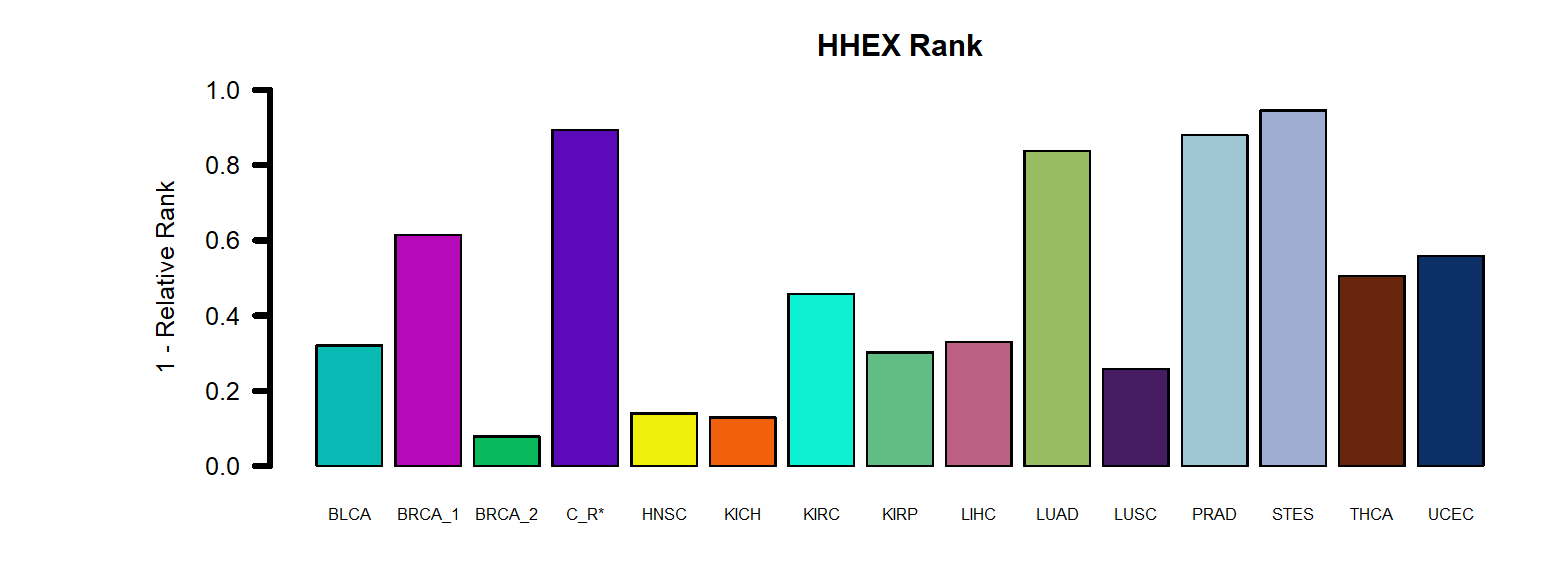 HHEX Rank
1 - Relative Rank
1.0
0.8
0.6
0.4
0.2
0.0
BLCA BRCA_1 BRCA_2 C_R* HNSC KICH KIRC KIRP LIHC LUAD LUSC PRAD STES THCA UCEC